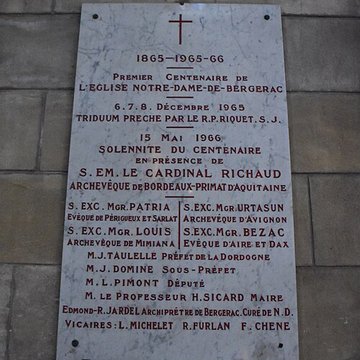 1865-1965-66
PREMIER CENTENAIRE DE
L'EGLISE NOTRE-DAME-DE-BERGERAC
6.7.8. DÉCEMBRE 1965
TRIDUUM PRECHE PAR LE R.P. RIQUET. S.J.
15 MAI 1966
SOLENNITE DU CENTENAIRE
EN PRÉSENCE DE
S. EM. LE CARDINAL RICHAUD
ARCHEVÊQUE DE BORDEAUX-PRIMAT D'AQUITAINE
S. EXC. MGR. PATRIA
EVÊQUE DE PÉRIGUEUX ET SARLAT
S. EXC. MGR. LOUIS
ARCHEVÊQUE DE MIMIANA
S. EXC. MGR. URTASUN
ARCHEVÊQUE D'AVIGNON
S. EXC. MGR. BEZAC
EVÊQUE D'AIRE ET DAX
M.J. TAULELLE PRÉFET DE LA DORDOGNE
M.J. DOMINE SOUS-PRÉFET
M.L. PIMONT DÉPUTÉ
M. LE PROFESSEUR H. SICARD MAIRE
EDMOND-R. JARDEL ARCHIPRÊTRE DE BERGERAC. CURÉ DE N.D.
VICAIRES: L. MICHELET R. FURLAN F. CHENE